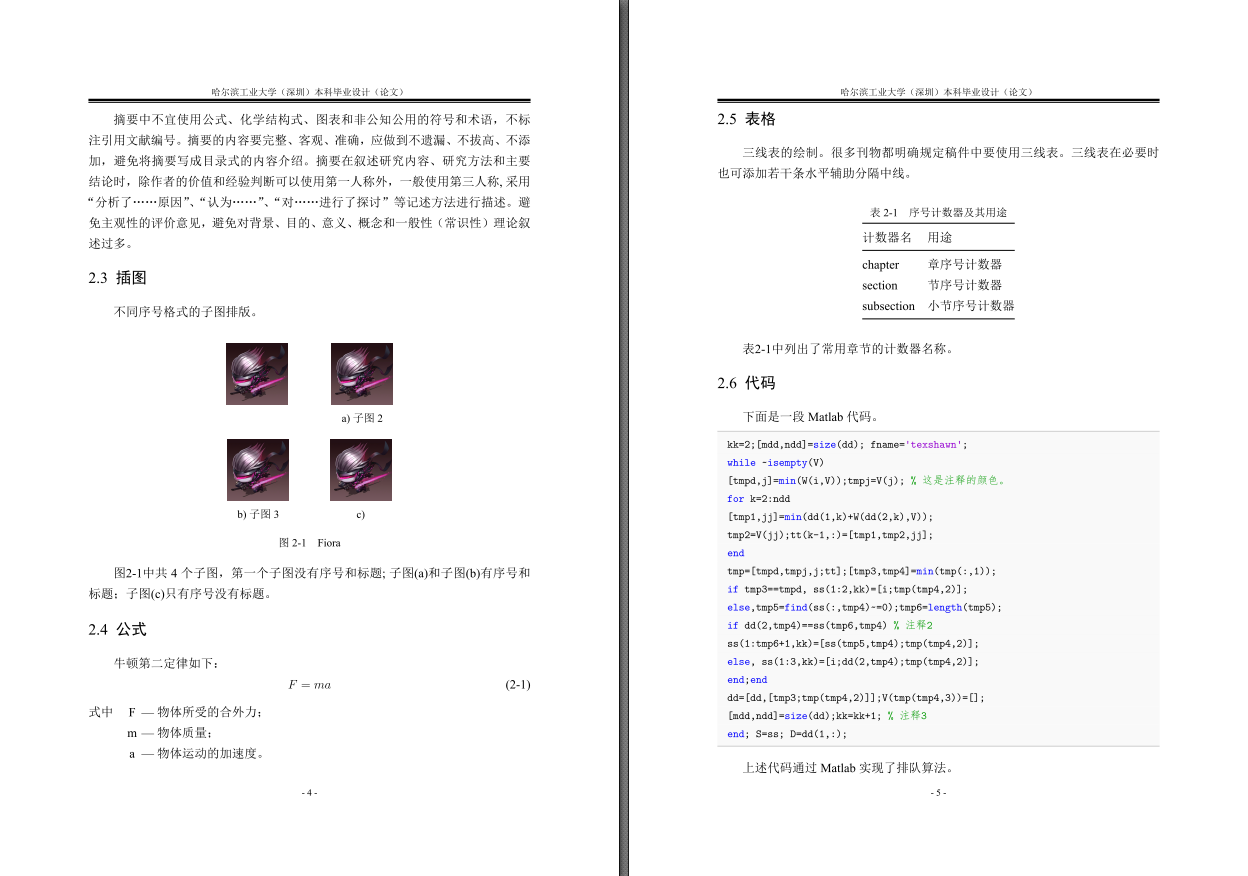 哈尔滨工业大学（深圳）本科毕业设计（论文）
摘要中不宜使用公式、化学结构式、图表和非公知公用的符号和术语，不标
注引用文献编号。摘要的内容要完整、客观、准确，应做到不遗漏、不拔高、不添
加，避免将摘要写成目录式的内容介绍。摘要在叙述研究内容、研究方法和主要
结论时，除作者的价值和经验判断可以使用第一人称外，一般使用第三人称, 采用
“分析了……原因”、“认为……”、“对……进行了探讨” 等记述方法进行描述。避
免主观性的评价意见，避免对背景、目的、意义、概念和一般性（常识性）理论叙
述过多。
2.3 插图
不同序号格式的子图排版。
a) 子图 2
b) 子图 3 c)
图 2-1 Fiora
图2-1中共 4 个子图，第一个子图没有序号和标题; 子图(a)和子图(b)有序号和
标题；子图(c)只有序号没有标题。
2.4 公式
牛顿第二定律如下：
F = ma (2-1)
式中 F — 物体所受的合外力；
m — 物体质量；
a — 物体运动的加速度。
- 4 -
哈尔滨工业大学（深圳）本科毕业设计（论文）
2.5 表格
三线表的绘制。很多刊物都明确规定稿件中要使用三线表。三线表在必要时
也可添加若干条水平辅助分隔中线。
表 2-1 序号计数器及其用途
计数器名 用途
chapter 章序号计数器
section 节序号计数器
subsection 小节序号计数器
表2-1中列出了常用章节的计数器名称。
2.6 代码
下面是一段 Matlab 代码。
kk=2;[mdd,ndd]=size(dd); fname='texshawn';
while ~isempty(V)
[tmpd,j]=min(W(i,V));tmpj=V(j); % 这是注释的颜色。
for k=2:ndd
[tmp1,jj]=min(dd(1,k)+W(dd(2,k),V));
tmp2=V(jj);tt(k-1,:)=[tmp1,tmp2,jj];
end
tmp=[tmpd,tmpj,j;tt];[tmp3,tmp4]=min(tmp(:,1));
if tmp3==tmpd, ss(1:2,kk)=[i;tmp(tmp4,2)];
else,tmp5=find(ss(:,tmp4)~=0);tmp6=length(tmp5);
if dd(2,tmp4)==ss(tmp6,tmp4) % 注释2
ss(1:tmp6+1,kk)=[ss(tmp5,tmp4);tmp(tmp4,2)];
else, ss(1:3,kk)=[i;dd(2,tmp4);tmp(tmp4,2)];
end;end
dd=[dd,[tmp3;tmp(tmp4,2)]];V(tmp(tmp4,3))=[];
[mdd,ndd]=size(dd);kk=kk+1; % 注释3
end; S=ss; D=dd(1,:);
上述代码通过 Matlab 实现了排队算法。
- 5 -